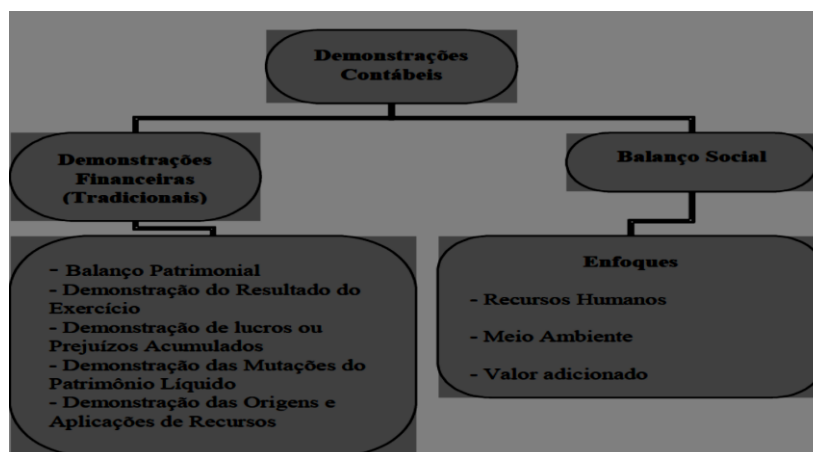 Demonstrações
Contábeis
Demonstrações
Financeiras
(Tradicionais)
Balanço Social
- Balanço Patrimonial
- Demonstração do Resultado do
Exercício
- Demonstração de lucros ou
Prejuízos Acumulados
- Demonstração das Mutações do
Patrimônio Líquido
- Demonstração das Origens e
Aplicações de Recursos
Enfoques
- Recursos Humanos
- Meio Ambiente
- Valor adicionado